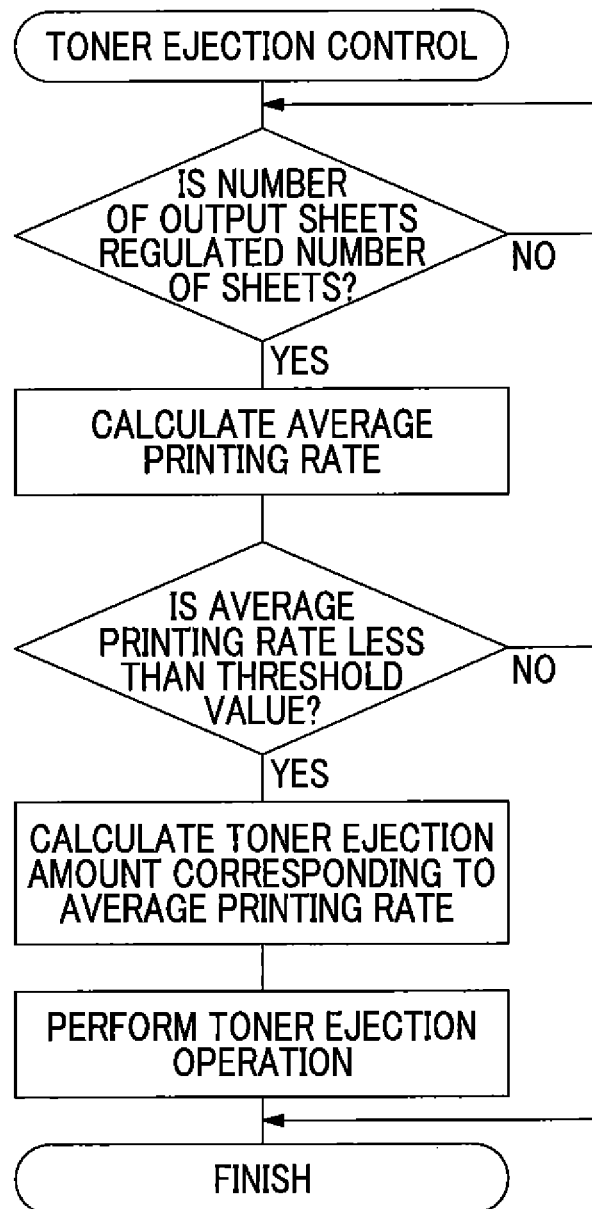 TONER EJECTION CONTROL
IS NUMBER
OF OUTPUT SHEETS
REGULATED NUMBER
OF SHEETS?
NO
YES
CALCULATE AVERAGE
PRINTING RATE
IS AVERAGE
PRINTING RATE LESS
THAN THRESHOLD
VALUE?
NO
YES
CALCULATE TONER EJECTION
AMOUNT CORRESPONDING TO
AVERAGE PRINTING RATE
PERFORM TONER EJECTION
OPERATION
FINISH